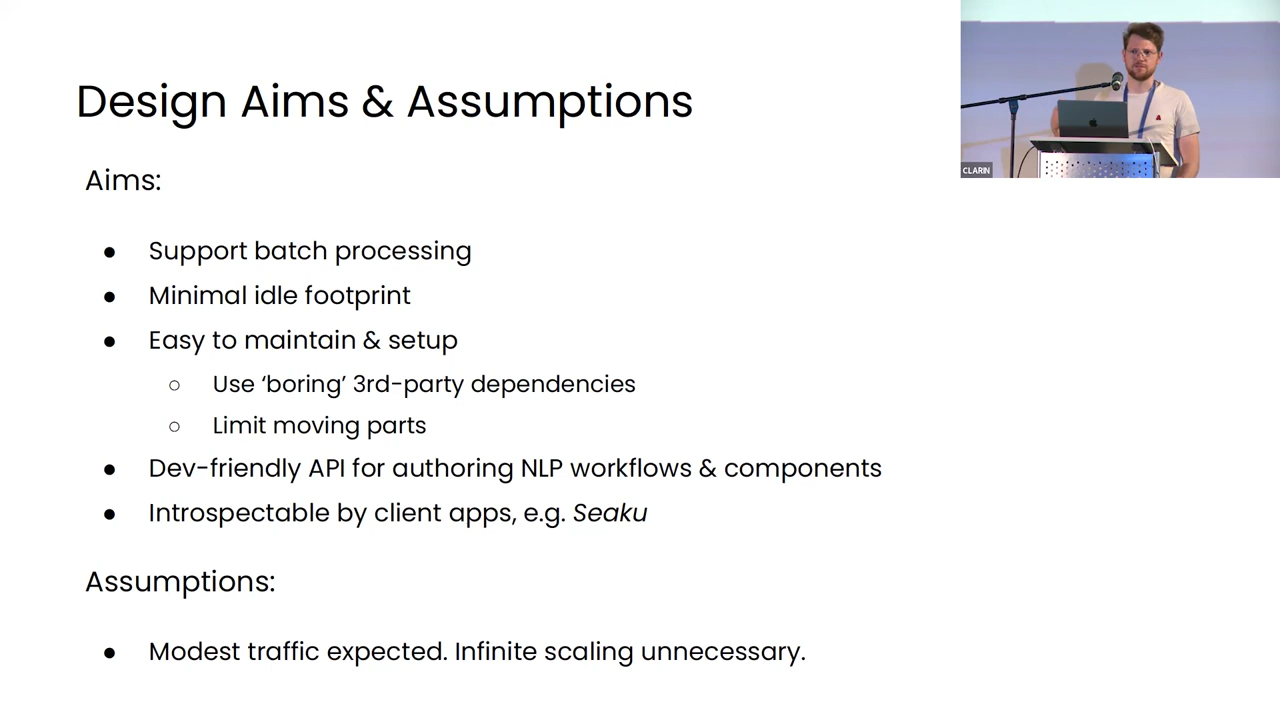 Design Aims & Assumptions
Aims:
● Support batch processing
● Minimal idle footprint
● Easy to maintain & setup
○ Use ‘boring’ 3rd-party dependencies
○ Limit moving parts
● Dev-friendly API for authoring NLP workflows & components
● Introspectable by client apps, e.g. Seaku
Assumptions:
● Modest traffic expected. Infinite scaling unnecessary.
CLARIN